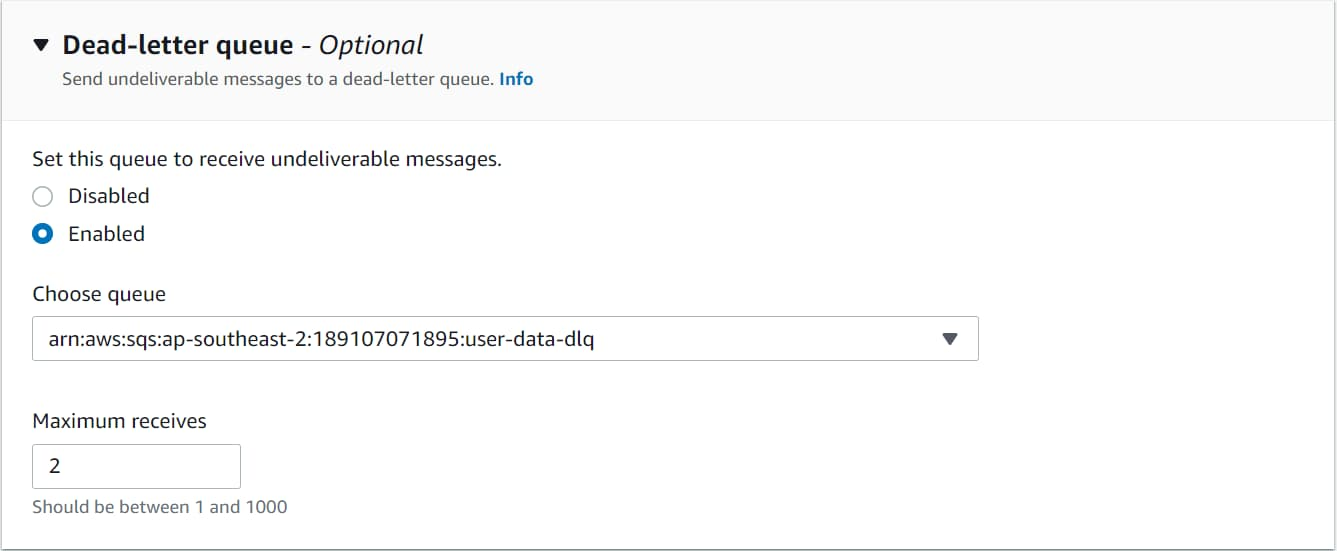 Dead-letter queue - Optional
Send undeliverable messages to a dead-letter queue. Info
Set this queue to receive undeliverable messages.
Disabled
Enabled
Choose queue
arn:aws:sqs:ap-southeast-2:189107071895:user-data-dlq
Maximum receives
2
Should be between 1 and 1000